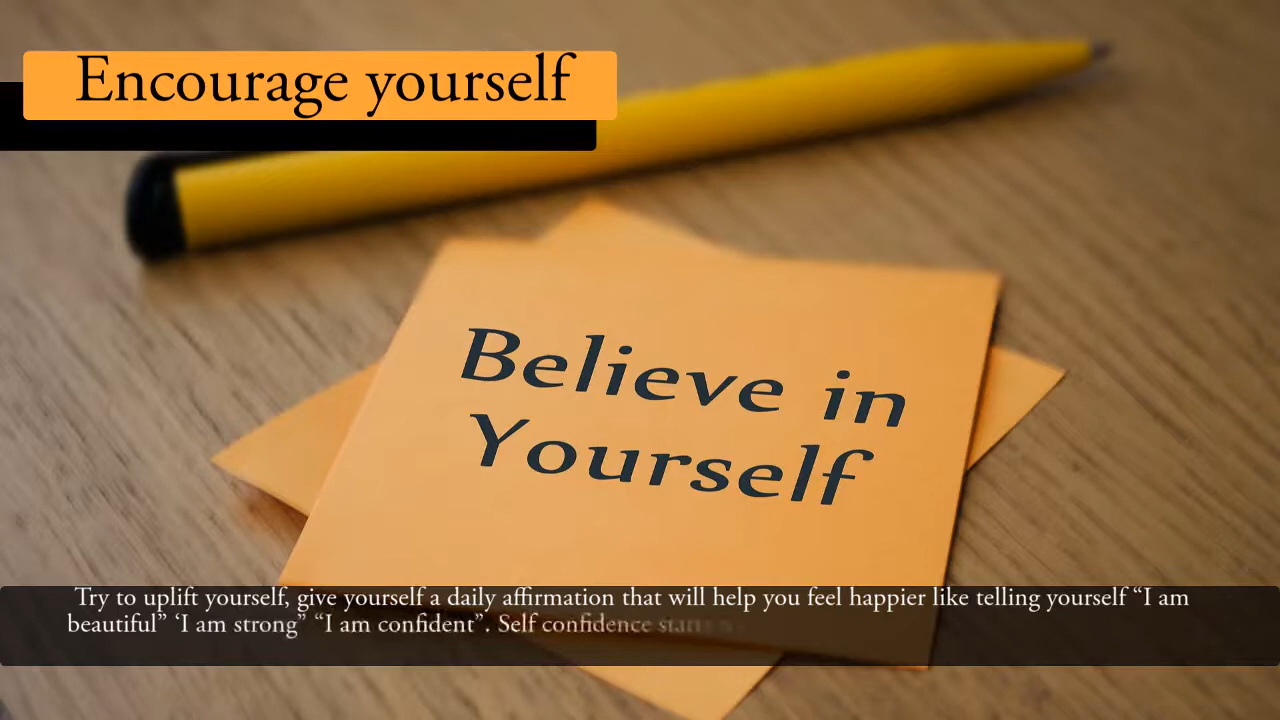 Encourage yourself
Believe in
Yourself
Try to uplift yourself, give yourself a daily affirmation that will help you feel happier like telling yourself “I am
beautiful” ‘I am strong” “I am confident”. Self confidence